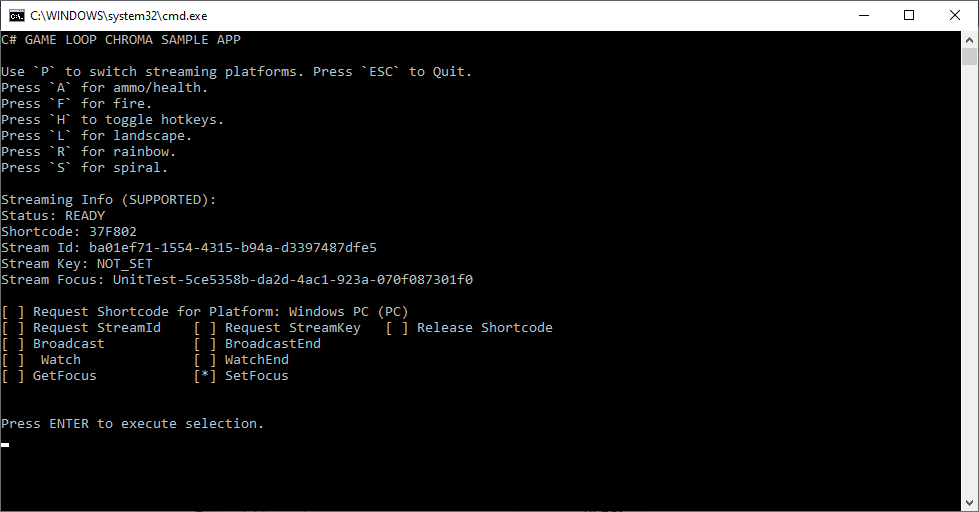 C:\WINDOWS\system32\cmd.exe
C# GAME LOOP CHROMA SAMPLE APP
Use `P` to switch streaming platforms. Press `ESC` to Quit.
Press `A` for ammo/health.
Press `F` for fire.
Press `H` to toggle hotkeys.
Press `L` for landscape.
Press `R` for rainbow.
Press `S` for spiral.
Streaming Info (SUPPORTED):
Status: READY
Shortcode: 37F802
Stream Id: ba01ef71-1554-4315-b94a-d3397487dfe5
Stream Key: NOT_SET
Stream Focus: UnitTest-5ce5358b-da2d-4ac1-923a-070f087301f0
[ ] Request Shortcode for Platform: Windows PC (PC)
[ ] Request StreamId    [ ] Request StreamKey   [ ] Release Shortcode
[ ] Broadcast           [ ] BroadcastEnd
[ ]  Watch              [ ] WatchEnd
[ ] GetFocus            [*] SetFocus
Press ENTER to execute selection.